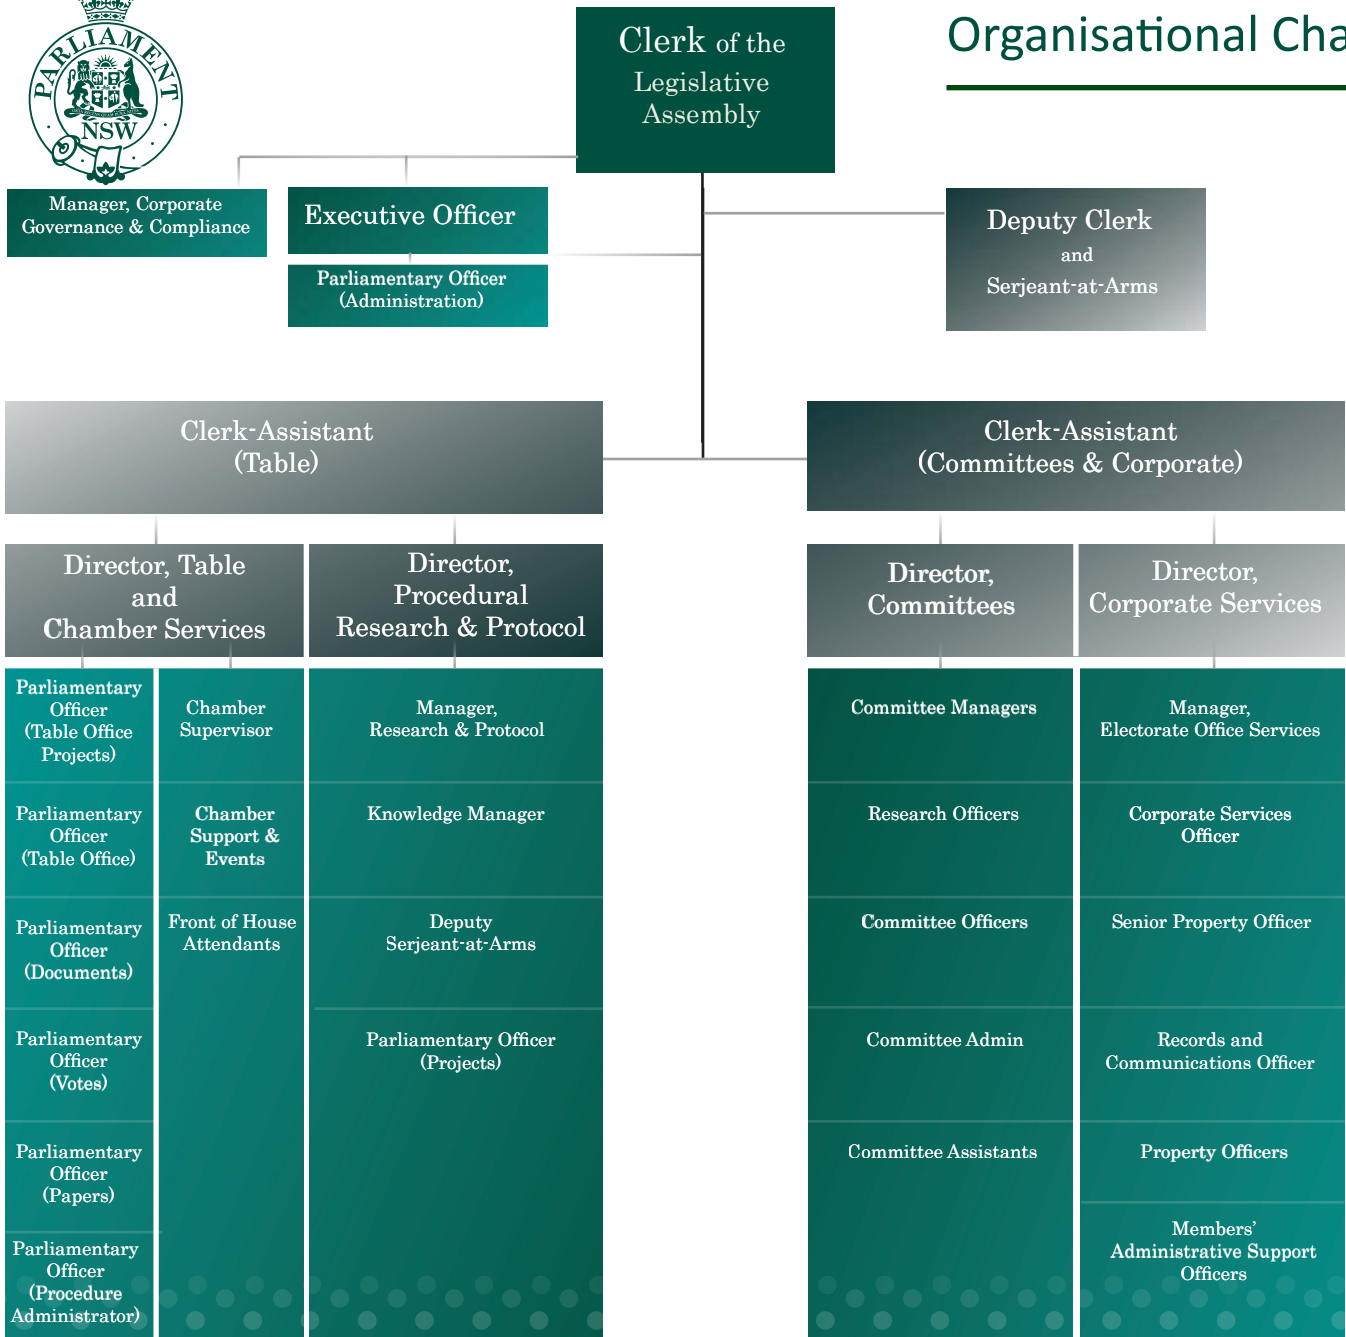 PARLIAMENT
NSW
Organisational Cha
Clerk of the
Legislative
Assembly
Manager, Corporate
Governance & Compliance
Executive Officer
Parliamentary Officer
(Administration)
Deputy Clerk
and
Serjeant-at-Arms
Clerk-Assistant
(Table)
Clerk-Assistant
(Committees & Corporate)
Director, Table
and
Chamber Services
Director,
Procedural
Research & Protocol
Director,
Committees
Director,
Corporate Services
Parliamentary
Officer
(Table Office
Projects)
Parliamentary
Officer
(Table Office)
Parliamentary
Officer
(Documents)
Parliamentary
Officer
(Votes)
Parliamentary
Officer
(Papers)
Parliamentary
Officer
(Procedure
Administrator)
Chamber
Supervisor
Chamber
Support &
Events
Front of House
Attendants
Manager,
Research & Protocol
Knowledge Manager
Deputy
Serjeant-at-Arms
Parliamentary Officer
(Projects)
Committee Managers
Research Officers
Committee Officers
Committee Admin
Committee Assistants
Manager,
Electorate Office Services
Corporate Services
Officer
Senior Property Officer
Records and
Communications Officer
Property Officers
Members’
Administrative Support
Officers